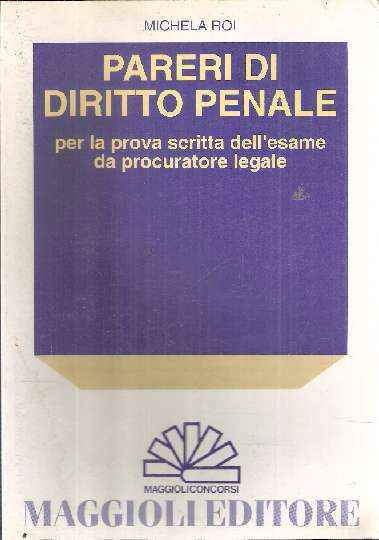 MICHELA ROI
PARERI DI
DIRITTO PENALE
per la prova scritta dell'esame
da procuratore legale
MAGGIOLICONCORSI
MAGGIOLI EDITORE